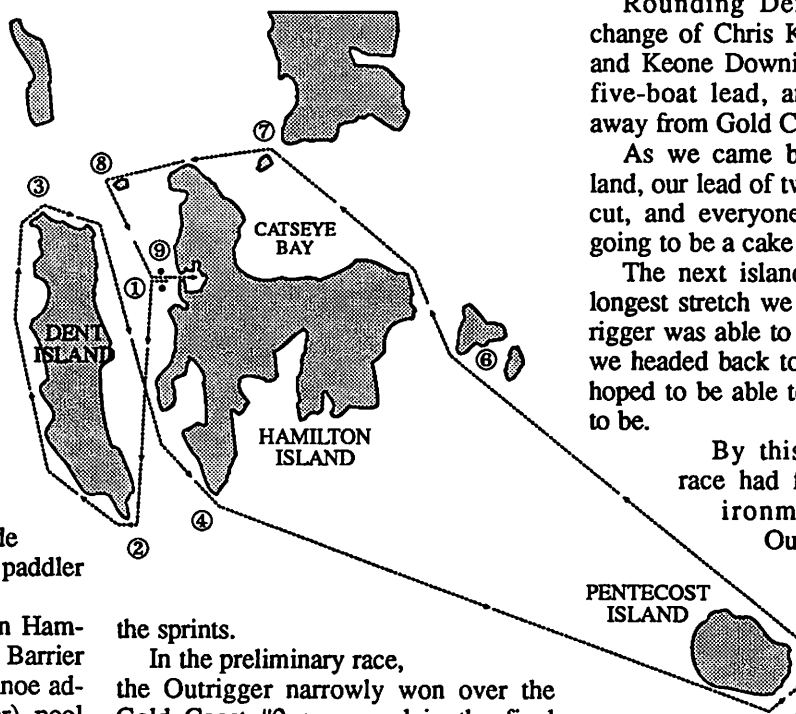 ⑦
⑧
③
CATSEYE
BAY
⑨
①
DENT
ISLAND
⑥
HAMILTON
ISLAND
④
②
PENTECOST
ISLAND
le
paddler
n Ham-
Barrier
noe ad-
r) pool
the sprints.
In the preliminary race,
the Outrigger narrowly won over the
Rounding De
change of Chris K
and Keone Downi
five-boat lead, a
away from Gold C
As we came b
land, our lead of tw
cut, and everyone
going to be a cake
The next island
longest stretch we
rigger was able to
we headed back to
hoped to be able t
to be.
By this
race had f
ironm
Ou